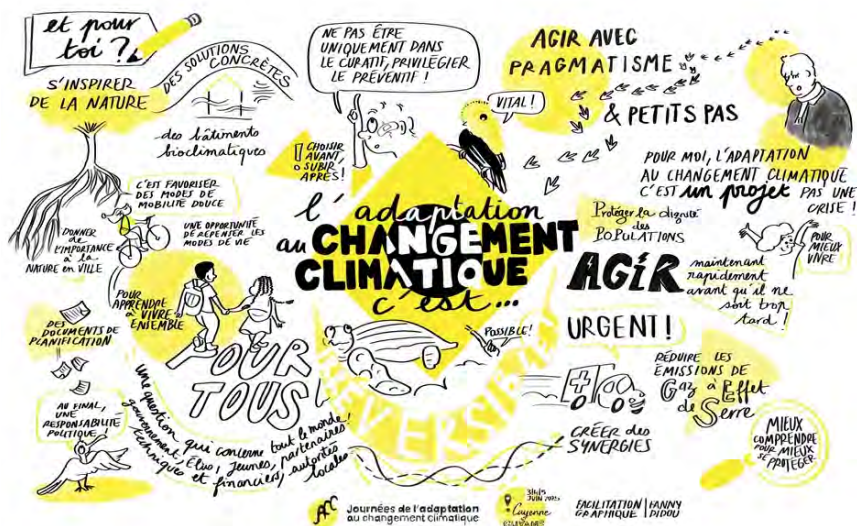 et pour
toi ?
S'INSPIRER
DE LA NATURE
DES SOLUTIONS
CONCRÈTES
des bâtiments
bioclimatiques
NE PAS ÊTRE
UNIQUEMENT DANS
LE CURATIF, PRIVILÉGIER
LE PRÉVENTIF !
CHOISIR
AVANT,
SUBIR
APRÈS !
VITAL !
AGIR AVEC
PRAGMATISME
& PETITS PAS
POUR MOI, L'ADAPTATION
AU CHANGEMENT CLIMATIQUE
C'EST un projet PAS UNE
CRISE !
C'EST FAVORISER
DES MODES DE
MOBILITÉ DOUCE
UNE OPPORTUNITÉ
DE REPENSER LES
MODES DE VIE
DONNER
de
L'IMPORTANCE
à la
NATURE EN VILLE
l'adaptation
au CHANGEMENT
CLIMATIQUE
c'est...
Protéger la dignité
des
POPULATIONS
POUR
MIEUX
VIVRE
AGIR maintenant
rapidement
avant qu'il ne
soit trop
tard !
POUR
APPRENDRE
à VIVRE
ENSEMBLE
DES
DOCUMENTS DE
PLANIFICATION
POUR
TOUS
POSSIBLE !
URGENT !
RÉDUIRE LES
ÉMISSIONS DE
Gaz à Effet
de Serre
AU FINAL,
UNE
RESPONSABILITÉ
POLITIQUE
une question qui concerne tout le monde !
gouvernement, Élus, Jeunes, partenaires
techniques et financiers, autorités
locales
CRÉER des
SYNERGIES
MIEUX
COMPRENDRE
POUR MIEUX
SE PROTÉGER
Journées de l'adaptation
au changement climatique
JUIN 2025
Cayenne
FACILITATION
GRAPHIQUE
FANNY
DIDOU